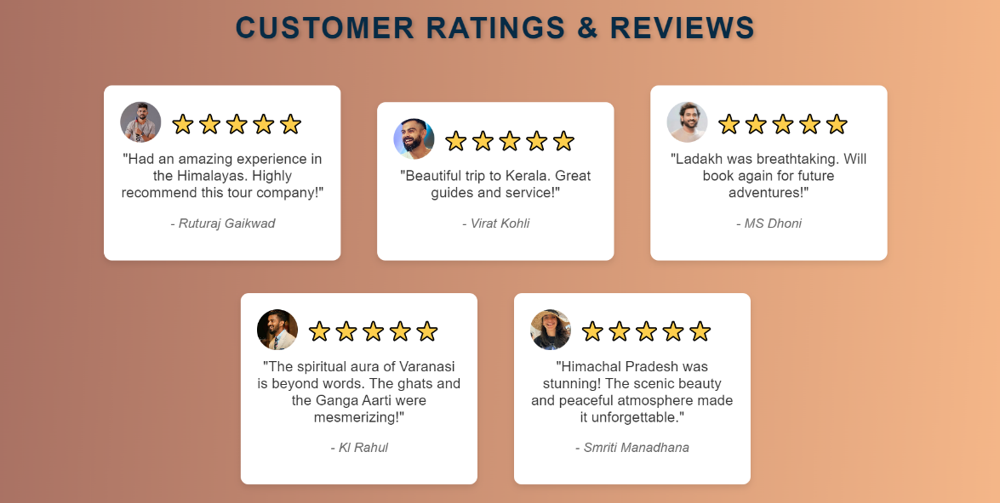 CUSTOMER RATINGS & REVIEWS
"Had an amazing experience in
the Himalayas. Highly
recommend this tour company!"
- Ruturaj Gaikwad
"Beautiful trip to Kerala. Great
guides and service!"
- Virat Kohli
"Ladakh was breathtaking. Will
book again for future
adventures!"
- MS Dhoni
"The spiritual aura of Varanasi
is beyond words. The ghats and
the Ganga Aarti were
mesmerizing!"
- Kl Rahul
"Himachal Pradesh was
stunning! The scenic beauty
and peaceful atmosphere made
it unforgettable."
- Smriti Manadhana